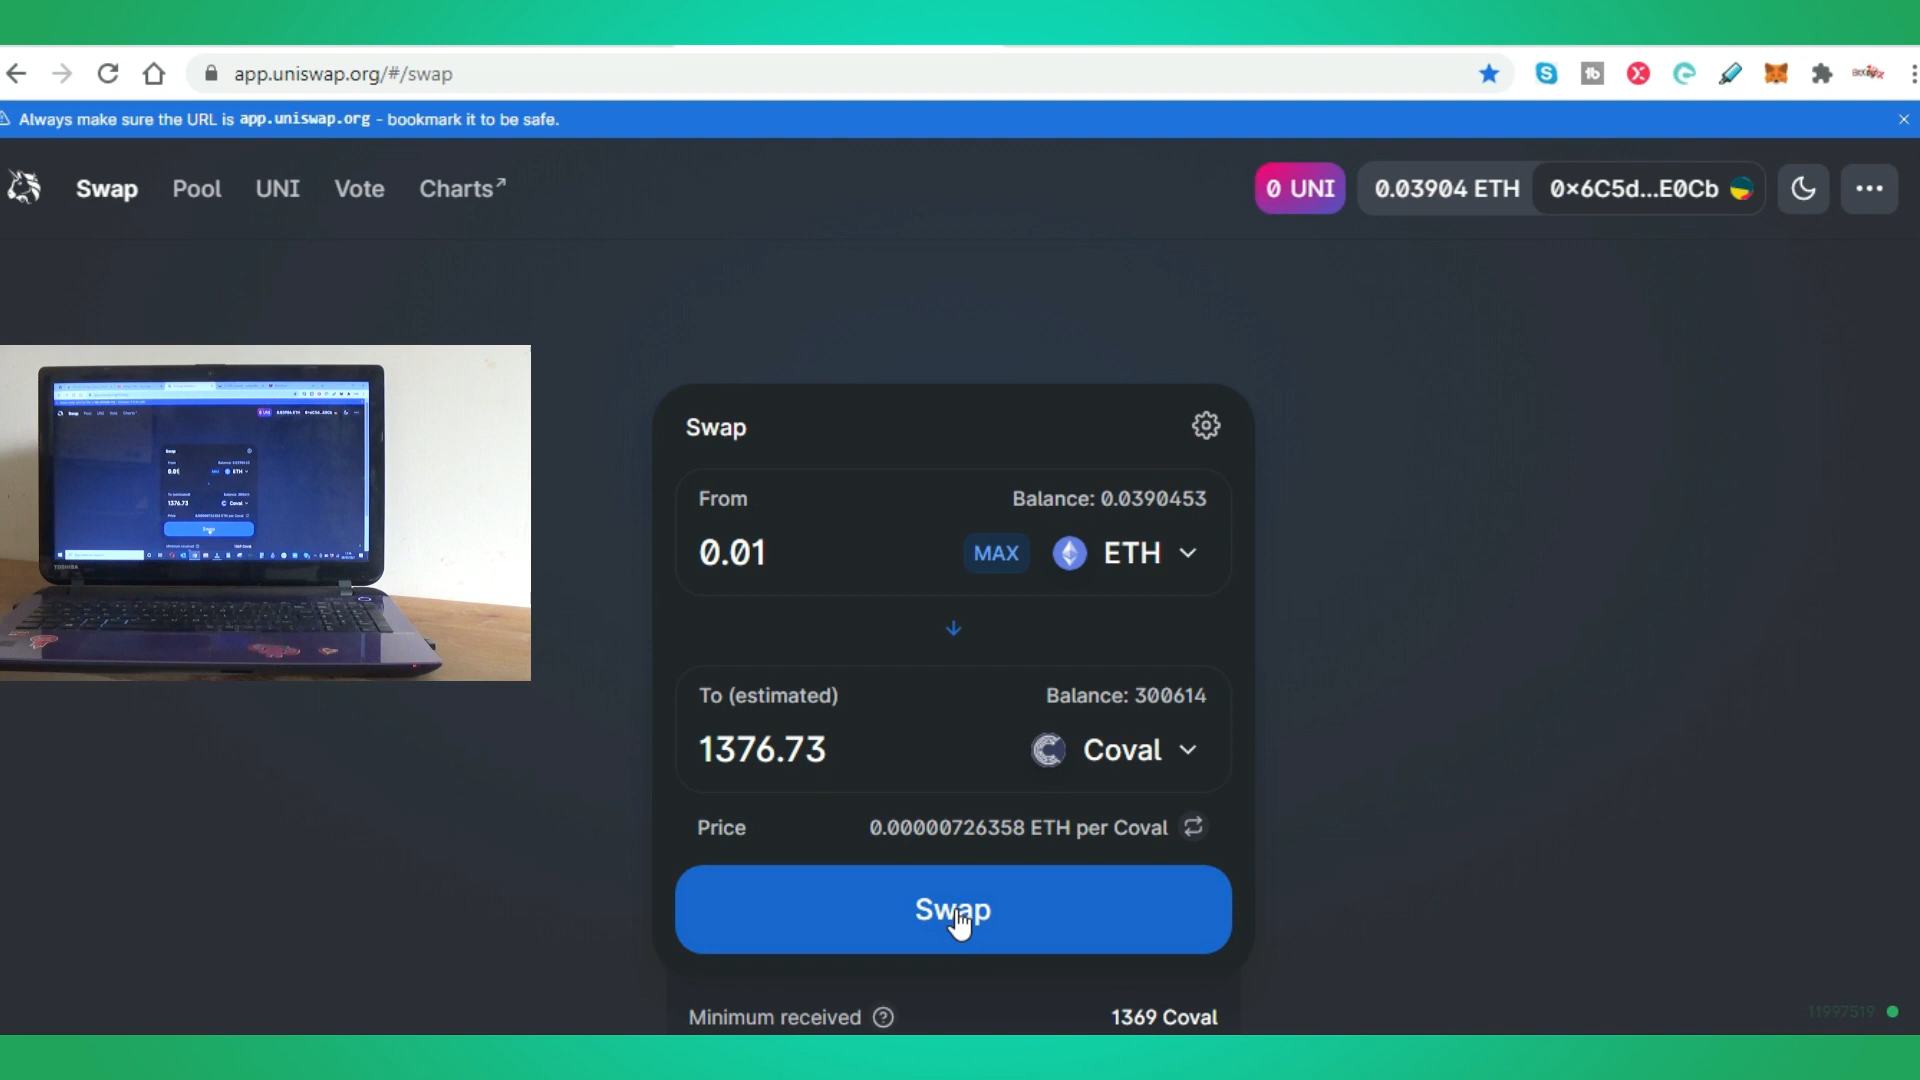 app.uniswap.org/#/swap
Always make sure the URL is app.uniswap.org - bookmark it to be safe.
Swap Pool UNI Vote Charts↗ 0 UNI 0.03904 ETH 0×6C5d...E0Cb
Swap
From Balance: 0.0390453
0.01 MAX ETH
To (estimated) Balance: 300614
1376.73 Coval
Price 0.00000726358 ETH per Coval
Swap
Minimum received 1369 Coval
11997519
TOSHIBA